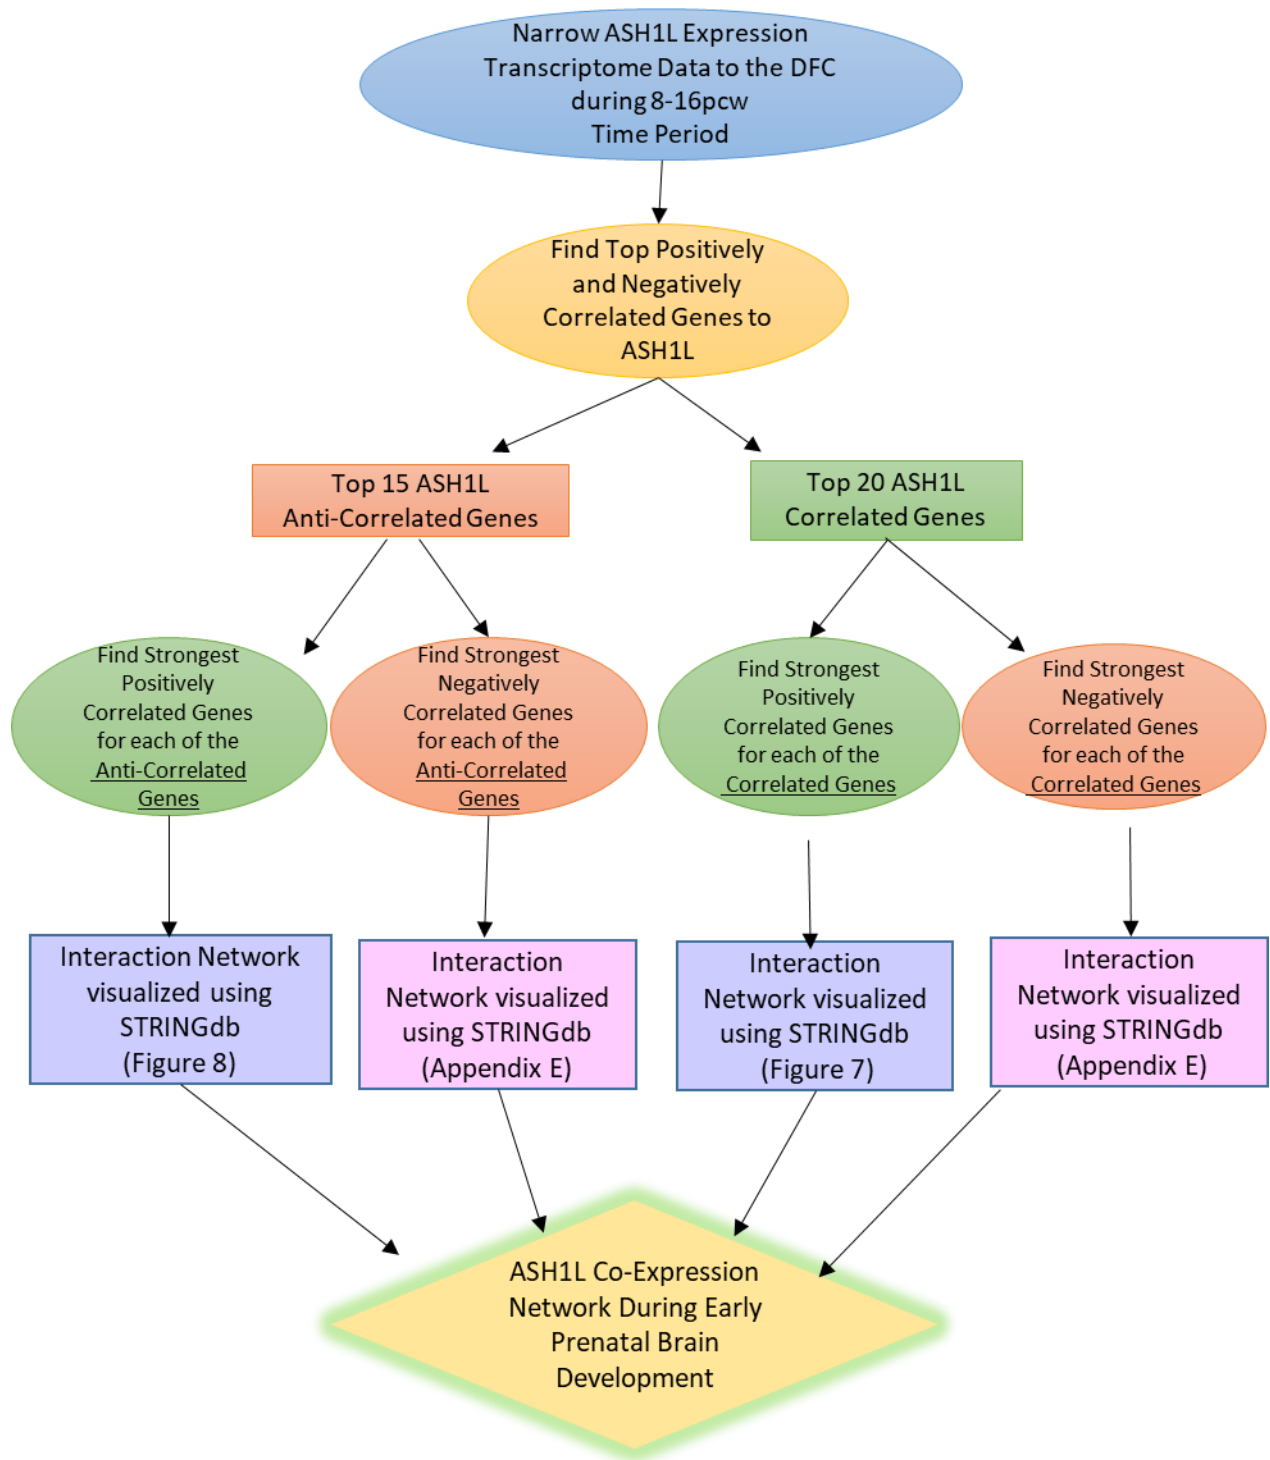 Narrow ASH1L Expression
Transcriptome Data to the DFC
during 8-16pcw
Time Period
Find Top Positively
and Negatively
Correlated Genes to
ASH1L
Top 15 ASH1L
Anti-Correlated Genes
Top 20 ASH1L
Correlated Genes
Find Strongest
Positively
Correlated Genes
for each of the
Anti-Correlated
Genes
Find Strongest
Negatively
Correlated Genes
for each of the
Anti-Correlated
Genes
Find Strongest
Positively
Correlated Genes
for each of the
Correlated Genes
Find Strongest
Negatively
Correlated Genes
for each of the
Correlated Genes
Interaction Network
visualized using
STRINGdb
(Figure 8)
Interaction
Network visualized
using STRINGdb
(Appendix E)
Interaction
Network visualized
using STRINGdb
(Figure 7)
Interaction
Network visualized
using STRINGdb
(Appendix E)
ASH1L Co-Expression
Network During Early
Prenatal Brain
Development